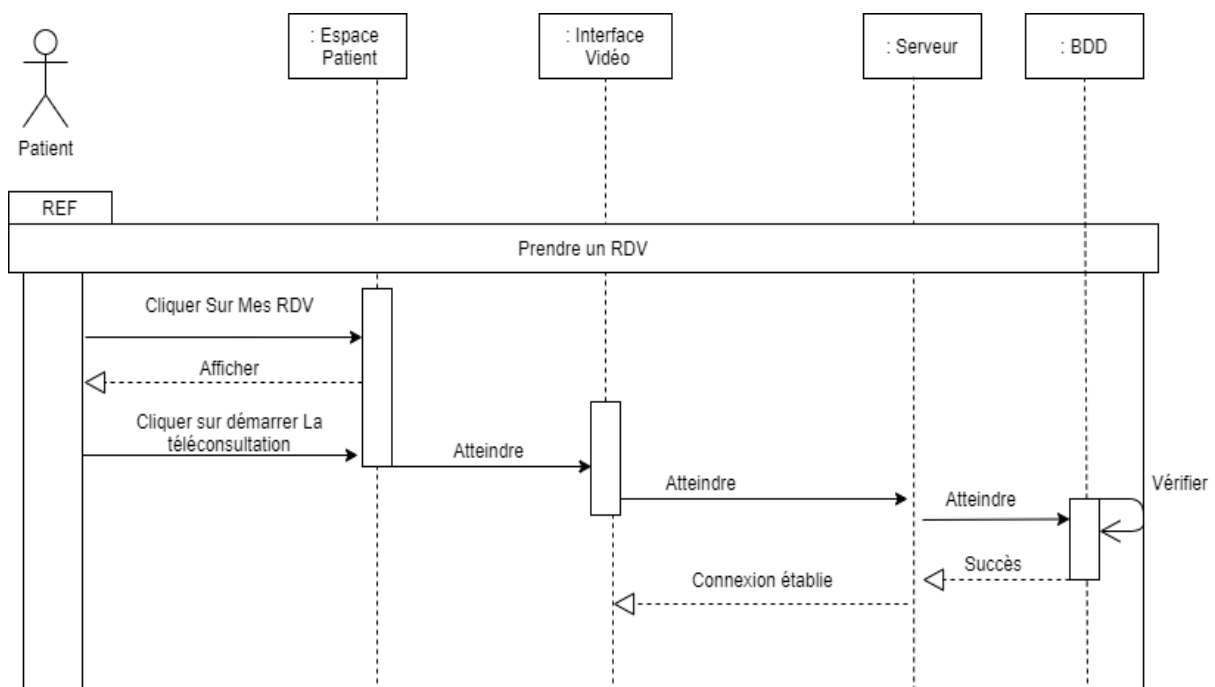 : Espace
Patient
: Interface
Vidéo
: Serveur
: BDD
Patient
REF
Prendre un RDV
Cliquer Sur Mes RDV
Afficher
Cliquer sur démarrer La
téléconsultation
Atteindre
Atteindre
Atteindre
Vérifier
Succès
Connexion établie